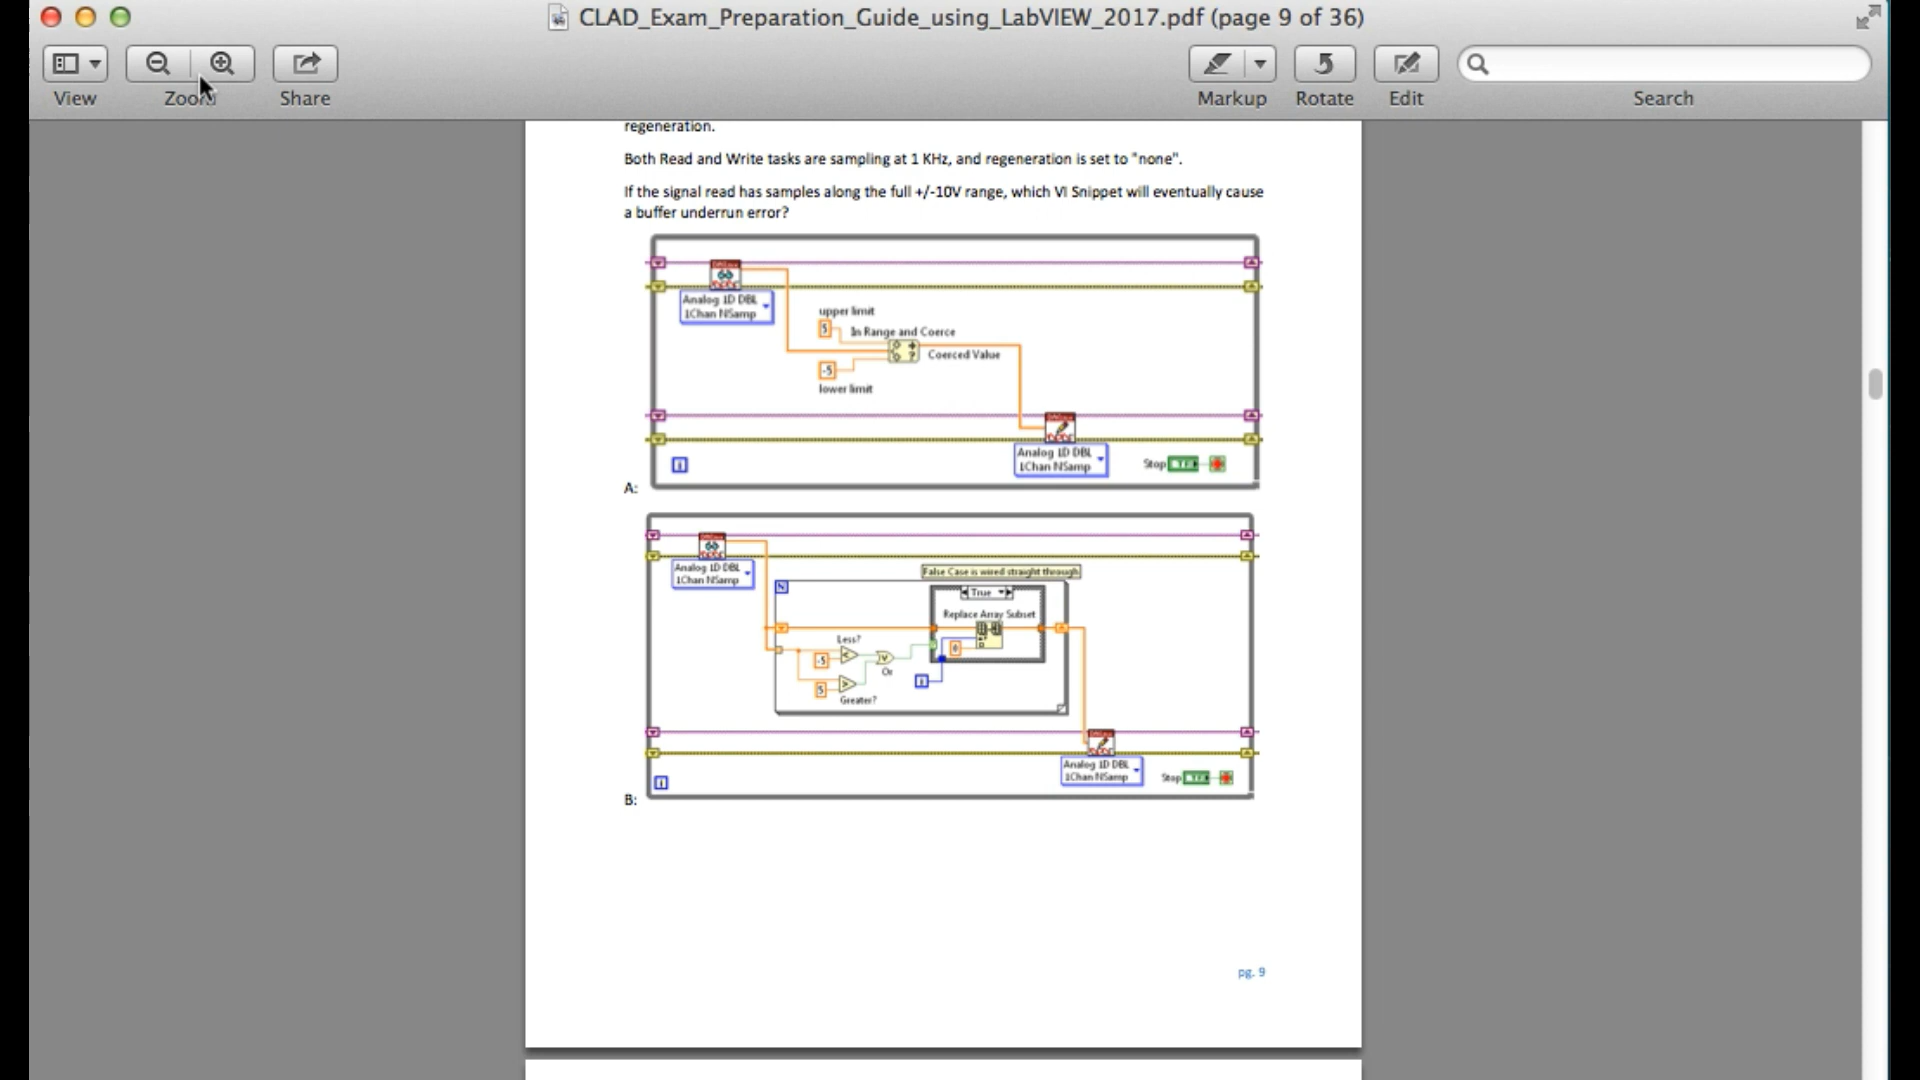 CLAD_Exam_Preparation_Guide_using_LabVIEW_2017.pdf (page 9 of 36)
View
Zoom
Share
Markup
Rotate
Edit
Search
regeneration.
Both Read and Write tasks are sampling at 1 KHz, and regeneration is set to "none".
If the signal read has samples along the full +/-10V range, which VI Snippet will eventually cause
a buffer underrun error?
Analog 1D DBL
1Chan NSamp
upper limit
5
In Range and Coerce
Coerced Value
-5
lower limit
Analog 1D DBL
1Chan NSamp
i
Stop
TF
A:
Analog 1D DBL
1Chan NSamp
False Case is wired straight through
N
True
Replace Array Subset
0
Less?
-5
Or
5
Greater?
i
Analog 1D DBL
1Chan NSamp
i
Stop
TF
B:
pg. 9